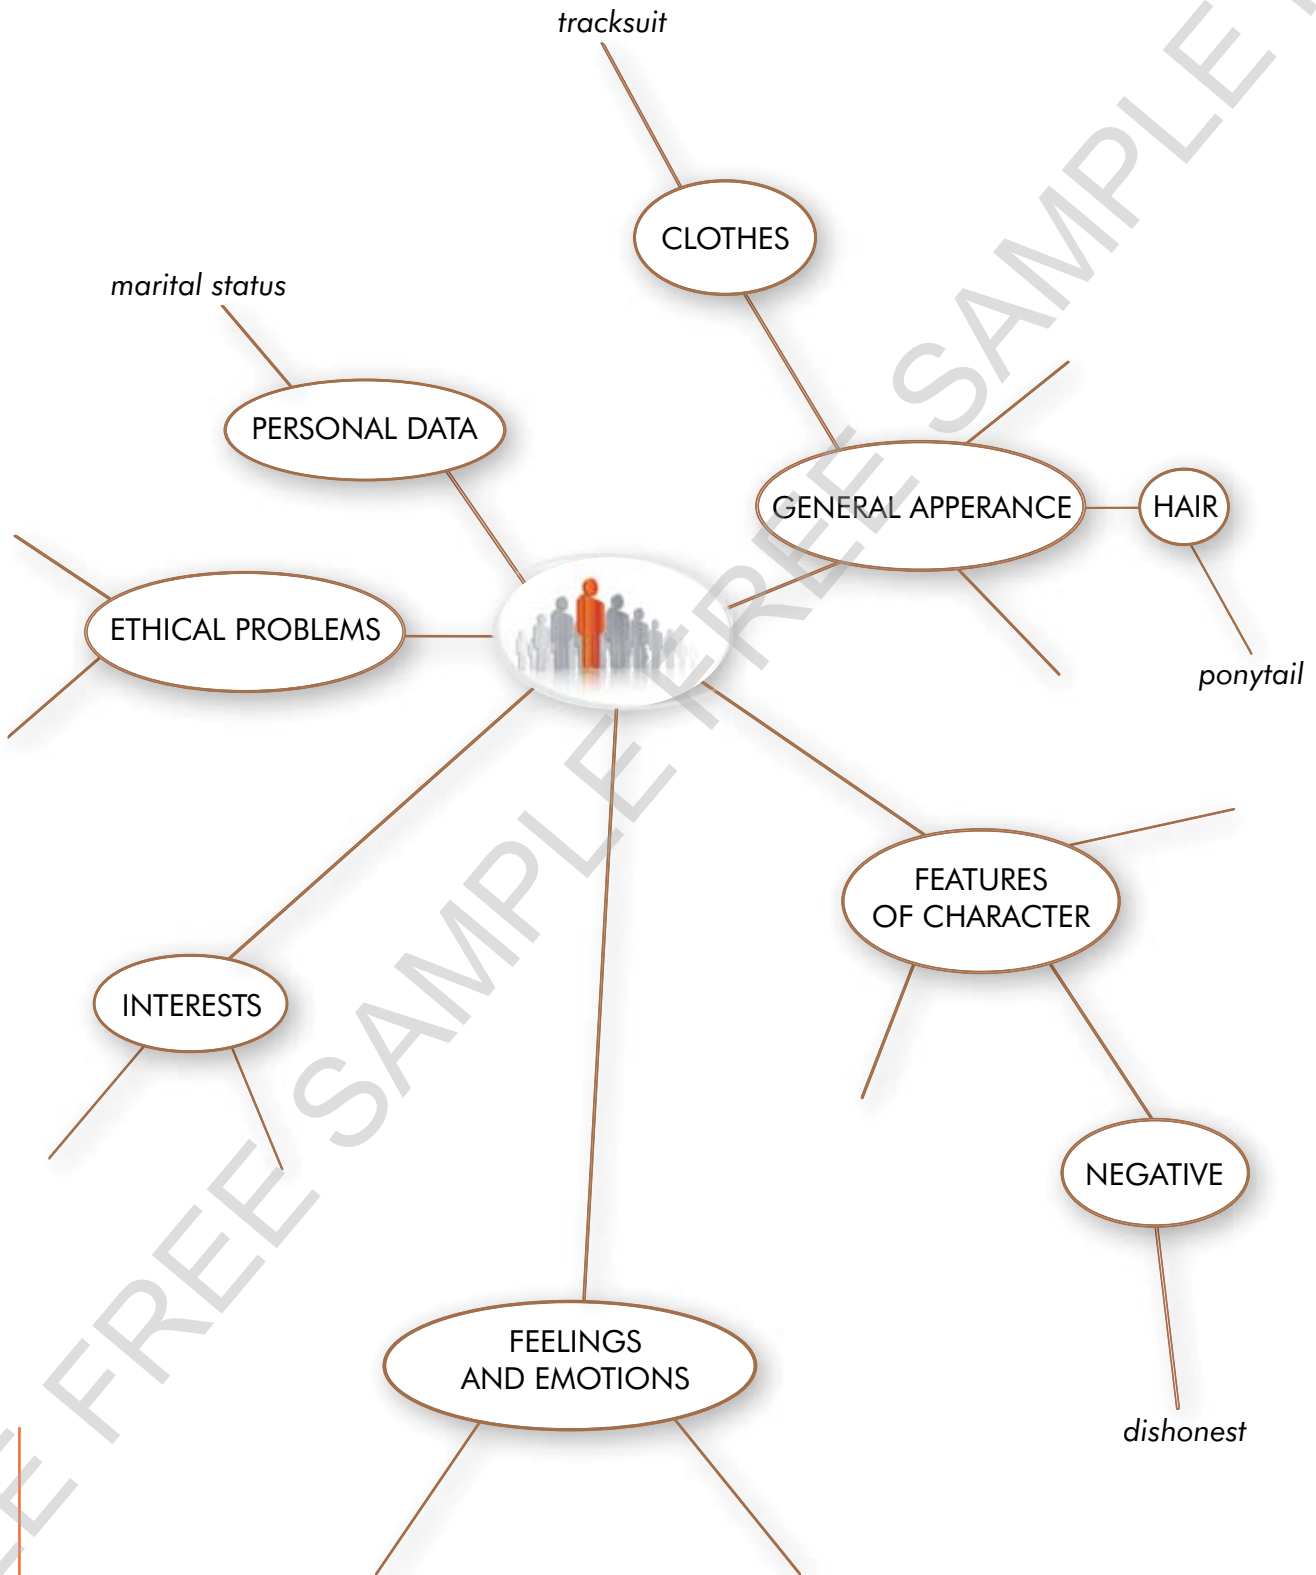 tracksuit
CLOTHES
marital status
PERSONAL DATA
GENERAL APPERANCE
HAIR
ETHICAL PROBLEMS
ponytail
FEATURES
OF CHARACTER
INTERESTS
NEGATIVE
FEELINGS
AND EMOTIONS
dishonest
FREE SAMPLE FREE SAMPLE